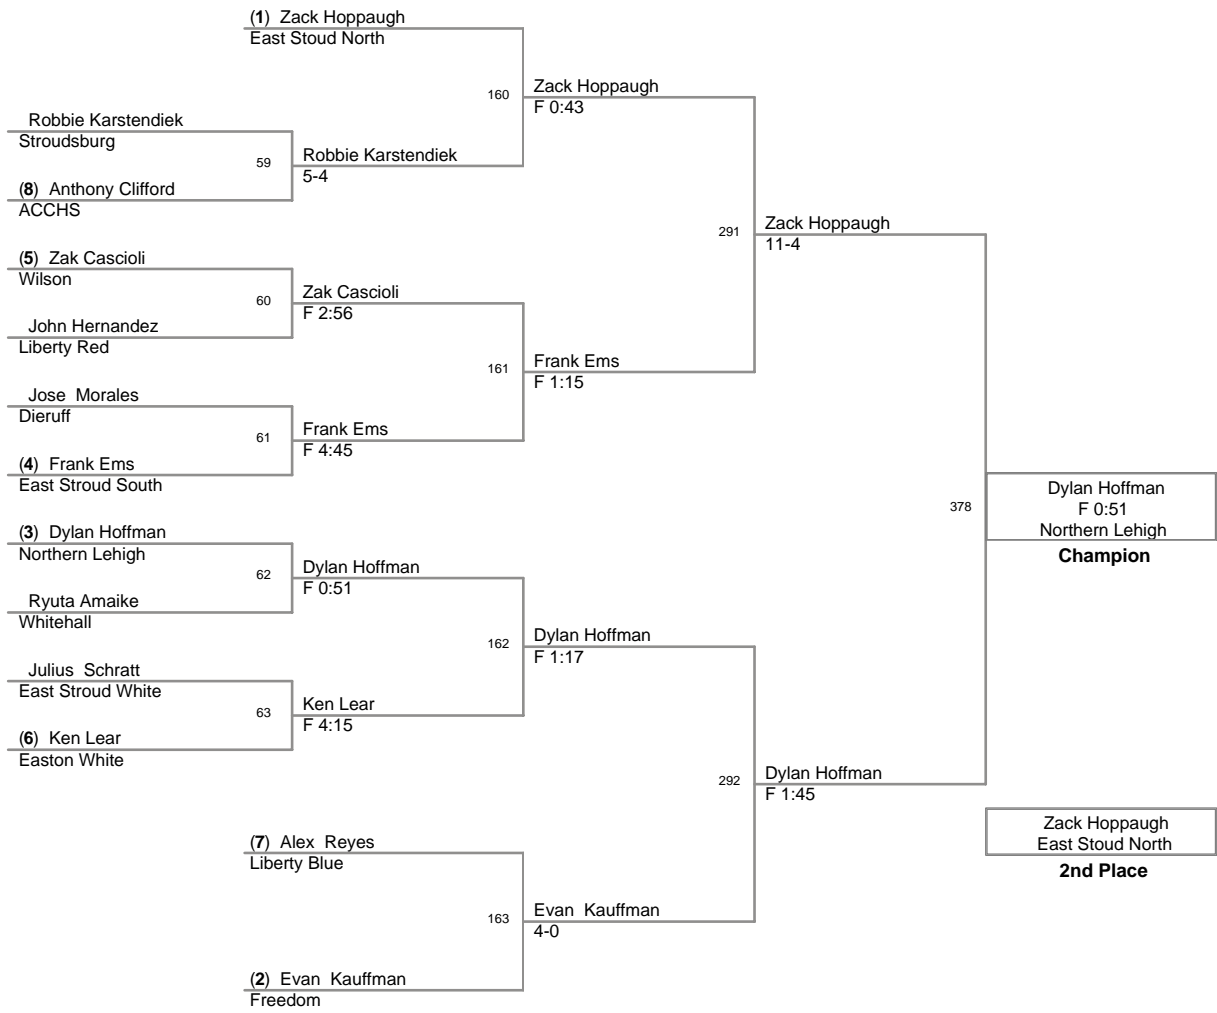 (1) Zack Hoppaugh
East Stoud North
160
Zack Hoppaugh
F 0:43
Robbie Karstendiek
Stroudsburg
59
Robbie Karstendiek
5-4
(8) Anthony Clifford
ACCHS
291
Zack Hoppaugh
11-4
(5) Zak Cascioli
Wilson
60
Zak Cascioli
F 2:56
John Hernandez
Liberty Red
161
Frank Ems
F 1:15
Jose Morales
Dieruff
61
Frank Ems
F 4:45
(4) Frank Ems
East Stroud South
378
Dylan Hoffman
F 0:51
Northern Lehigh
Champion
(3) Dylan Hoffman
Northern Lehigh
62
Dylan Hoffman
F 0:51
Ryuta Amaike
Whitehall
162
Dylan Hoffman
F 1:17
Julius Schratt
East Stroud White
63
Ken Lear
F 4:15
(6) Ken Lear
Easton White
292
Dylan Hoffman
F 1:45
Zack Hoppaugh
East Stoud North
2nd Place
(7) Alex Reyes
Liberty Blue
163
Evan Kauffman
4-0
(2) Evan Kauffman
Freedom